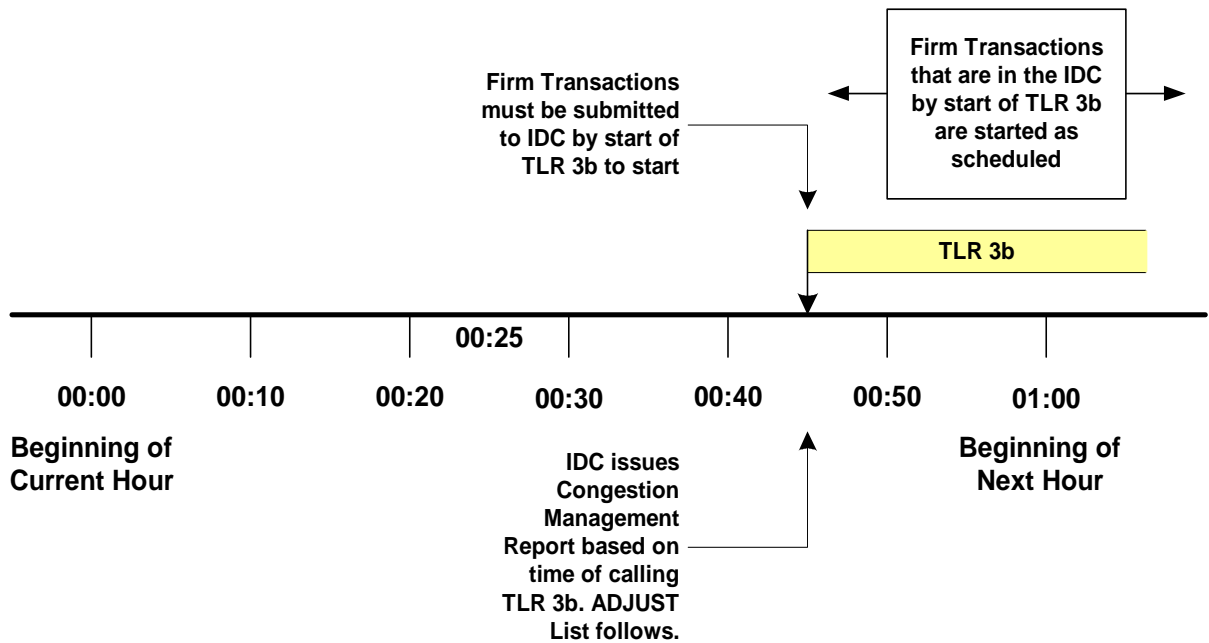 Firm Transactions
must be submitted
to IDC by start of
TLR 3b to start
Firm Transactions
that are in the IDC
by start of TLR 3b
are started as
scheduled
TLR 3b
00:25
00:00
00:10
00:20
00:30
00:40
00:50
01:00
Beginning of
Current Hour
IDC issues
Congestion
Management
Report based on
time of calling
TLR 3b. ADJUST
List follows.
Beginning of
Next Hour